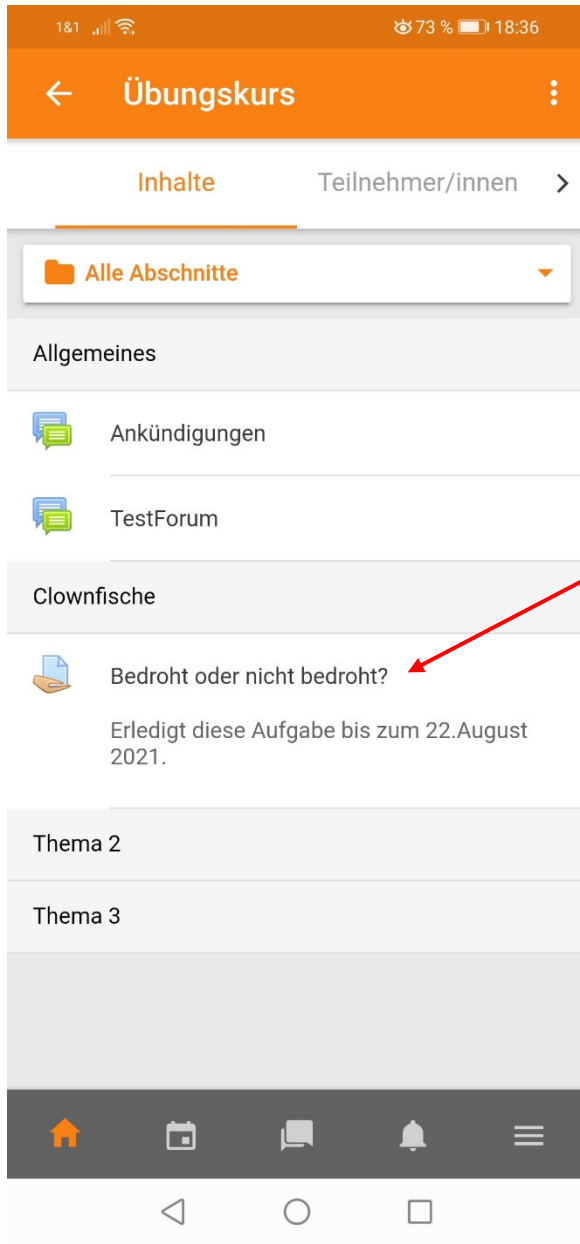 1&1 73 % 18:36
Übungskurs
Inhalte Teilnehmer/innen
Alle Abschnitte
Allgemeines
Ankündigungen
TestForum
Clownfische
Bedroht oder nicht bedroht?
Erledigt diese Aufgabe bis zum 22.August
2021.
Thema 2
Thema 3